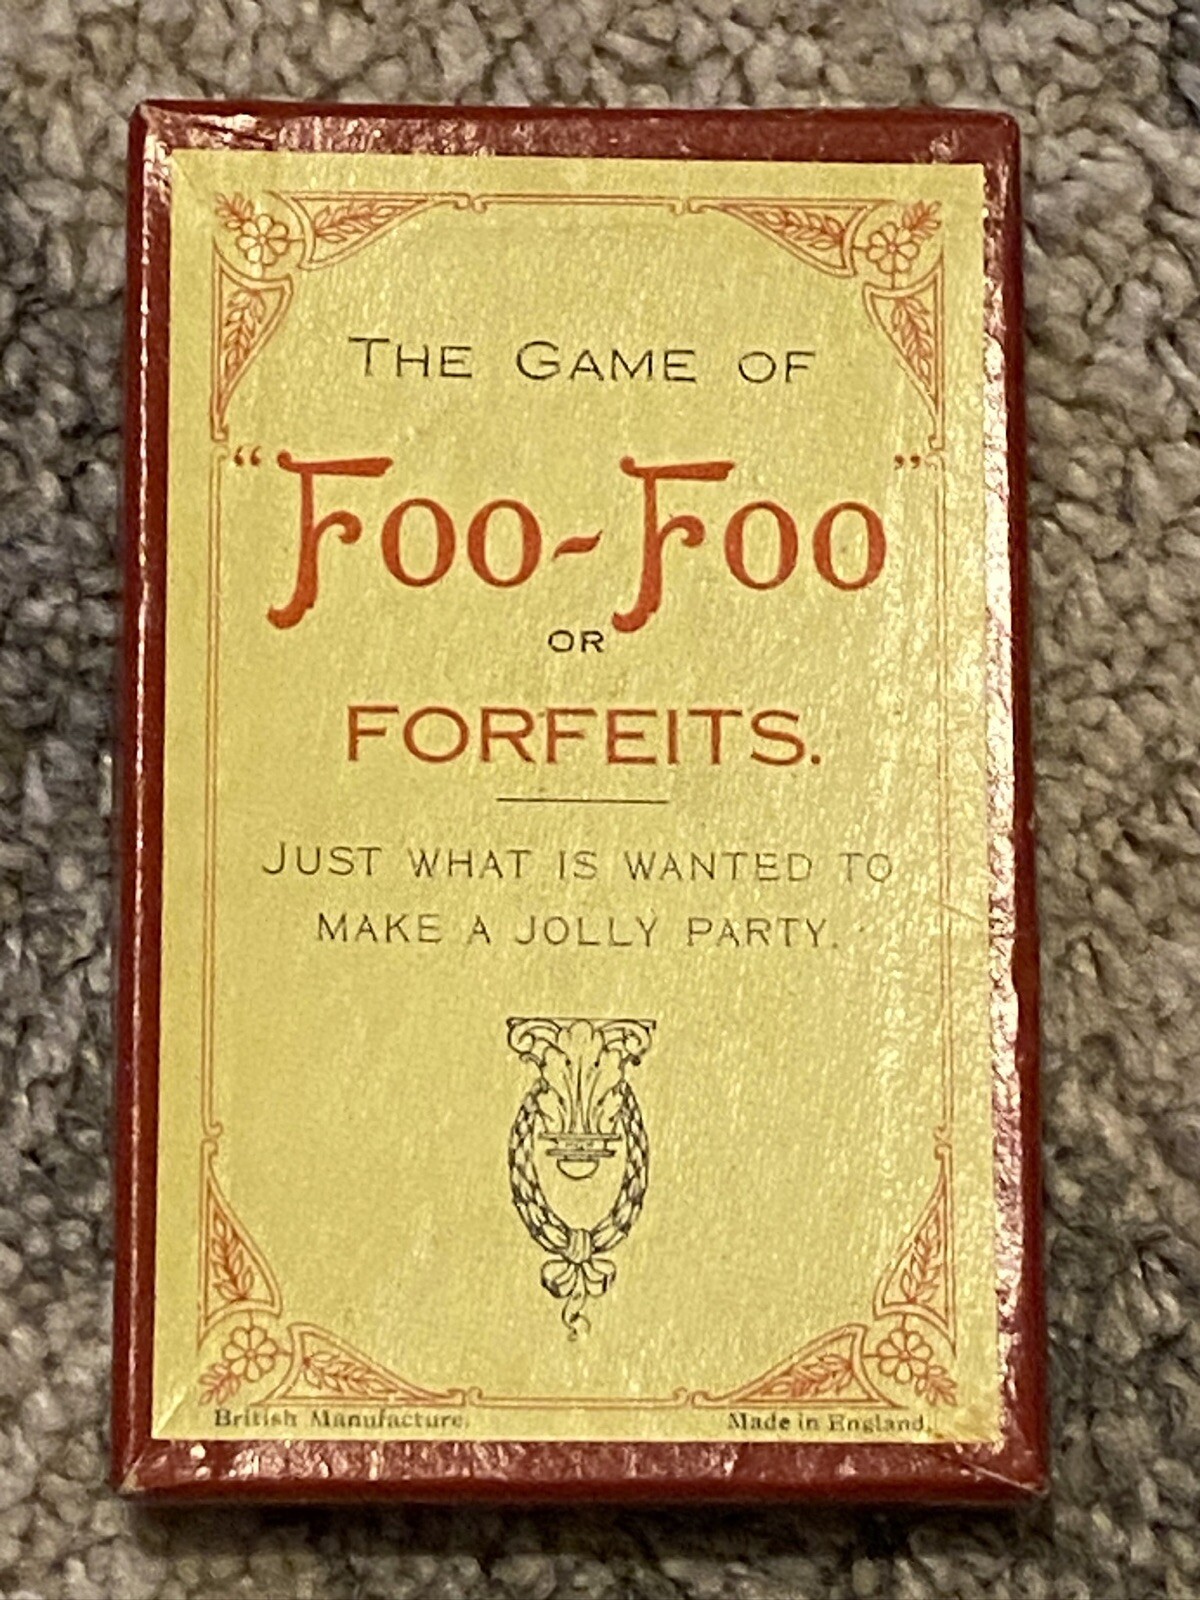 THE GAME OF
"FOO-FOO"
OR
FORFEITS.
JUST WHAT IS WANTED TO
MAKE A JOLLY PARTY.
British Manufacture. Made in England.